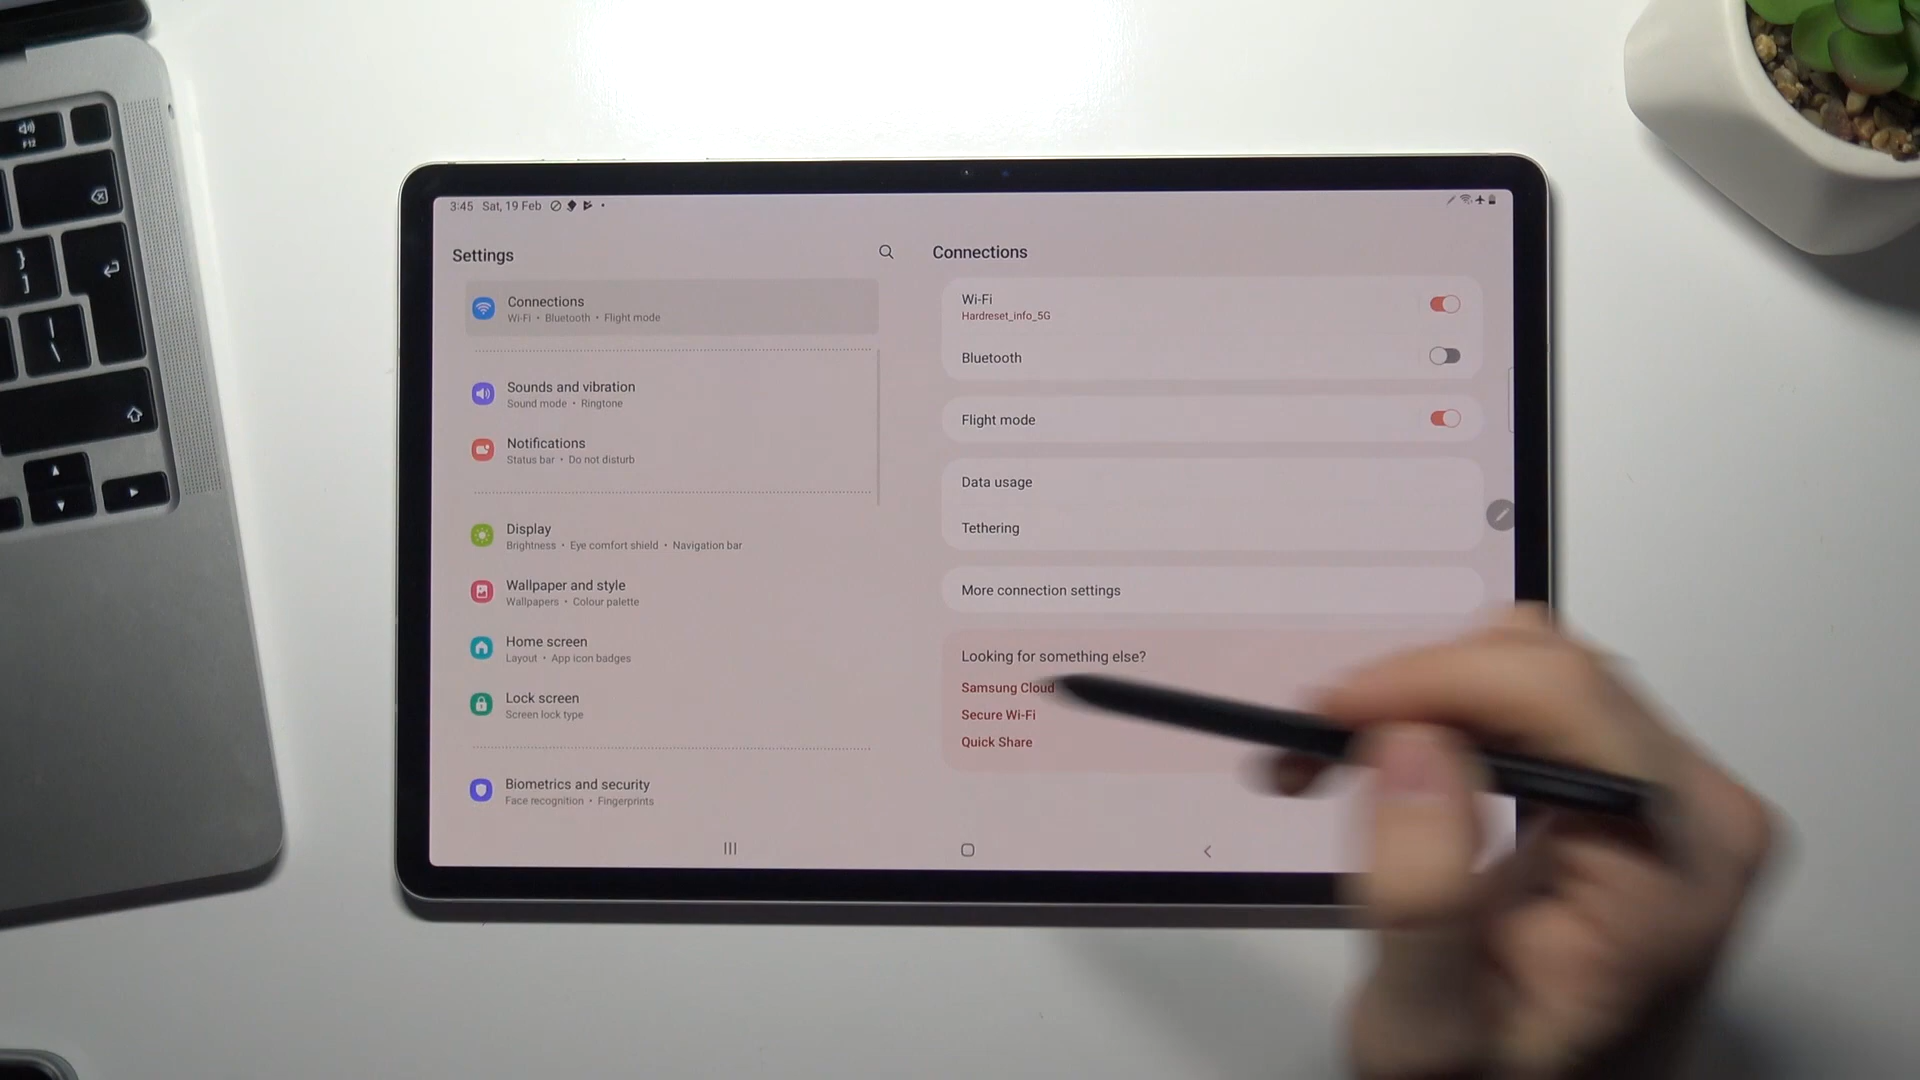 F12
}
]
|
\
3:45 Sat, 19 Feb
Settings
Connections
Wi-Fi • Bluetooth • Flight mode
Sounds and vibration
Sound mode • Ringtone
Notifications
Status bar • Do not disturb
Display
Brightness • Eye comfort shield • Navigation bar
Wallpaper and style
Wallpapers • Colour palette
Home screen
Layout • App icon badges
Lock screen
Screen lock type
Biometrics and security
Face recognition • Fingerprints
Connections
Wi-Fi
Hardreset_info_5G
Bluetooth
Flight mode
Data usage
Tethering
More connection settings
Looking for something else?
Samsung Cloud
Secure Wi-Fi
Quick Share